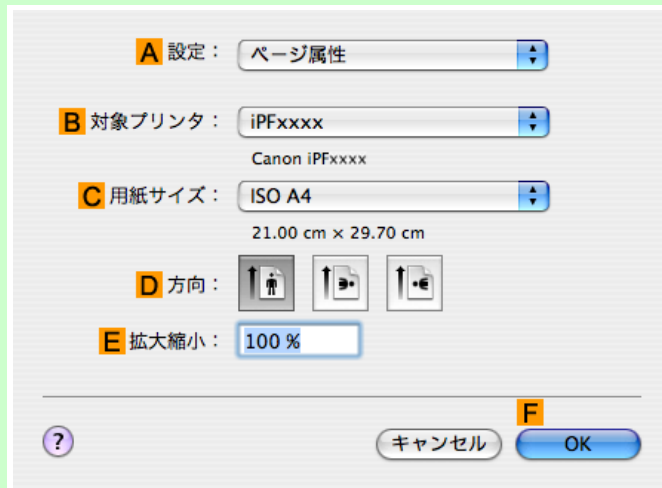 A 設定： ページ属性
B 対象プリンタ： iPFxxxx
Canon iPFxxxx
C 用紙サイズ： ISO A4
21.00 cm × 29.70 cm
D 方向：
E 拡大縮小： 100 %
F
? キャンセル OK